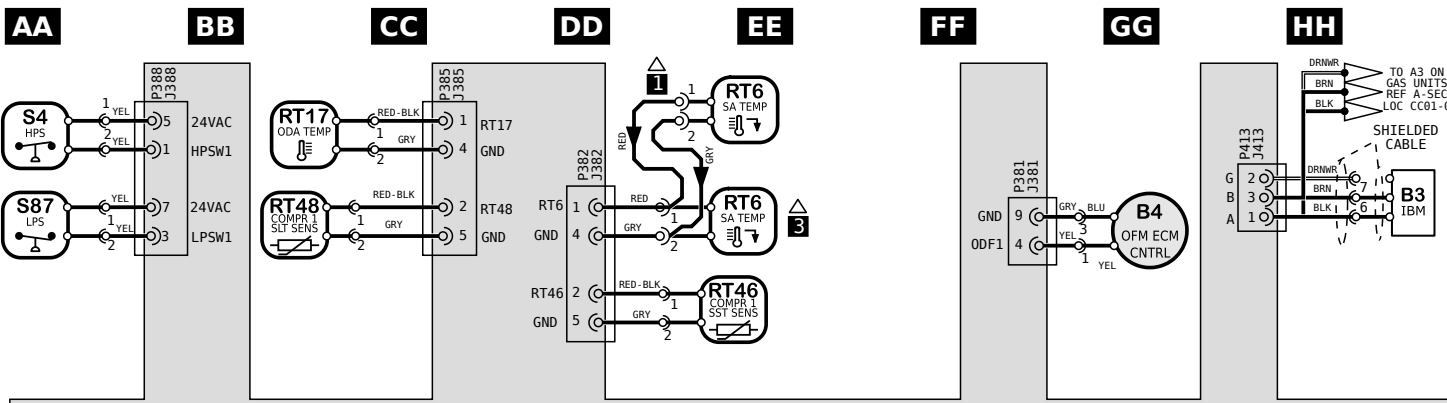 AA
BB
CC
DD
EE
FF
GG
HH
S4
HPS
1
YEL
2
YEL
P388
J388
5
24VAC
1
HPSW1
S87
LPS
YEL
1
YEL
2
7
24VAC
3
LPSW1
RT17
ODA TEMP
RED-BLK
1
GRY
2
P385
J385
1
RT17
4
GND
RT48
COMPR 1
SLT SENS
RED-BLK
1
GRY
2
2
RT48
5
GND
P382
J382
RT6
1
GND
4
RT46
2
GND
5
1
RED
GRY
1
2
RT6
SA TEMP
RED
1
GRY
2
RT6
SA TEMP
3
RED-BLK
1
GRY
2
RT46
COMPR 1
SST SENS
P381
J381
GND
9
ODF1
4
GRY
BLU
3
YEL
1
YEL
B4
OFM ECM
CNTRL
P413
J413
G
2
B
3
A
1
DRNWR
BRN
BLK
TO A3 ON
GAS UNITS
REF A-SEC
SHIELDED
CABLE
DRNWR
BRN
7
BLK
6
B3
IBM